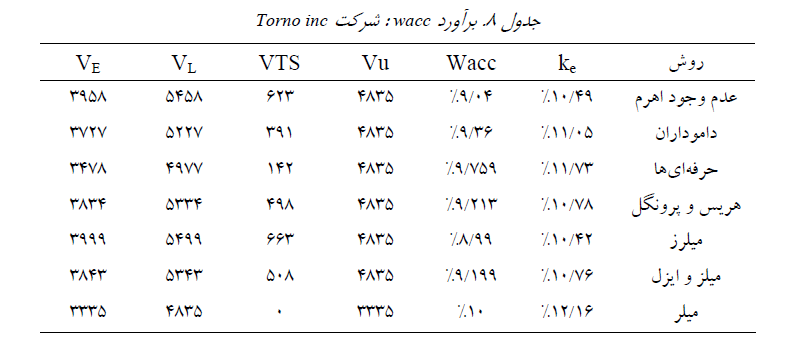 جدول ۸. برآورد wacc: شرکت Torno inc
روش kₑ Wacc Vu VTS V_L V_E
عدم وجود اهرم ٪۱۰/۴۹ ٪۹/۰۴ ۴۸۳۵ ۶۲۳ ۵۴۵۸ ۳۹۵۸
داموداران ٪۱۱/۰۵ ٪۹/۳۶ ۴۸۳۵ ۳۹۱ ۵۲۲۷ ۳۷۲۷
حرفه‌ای‌ها ٪۱۱/۷۳ ٪۹/۷۵۹ ۴۸۳۵ ۱۴۲ ۴۹۷۷ ۳۴۷۸
هریس و پرونگل ٪۱۰/۷۸ ٪۹/۲۱۳ ۴۸۳۵ ۴۹۸ ۵۳۳۴ ۳۸۳۴
میلرز ٪۱۰/۴۲ ٪۸/۹۹ ۴۸۳۵ ۶۶۳ ۵۴۹۹ ۳۹۹۹
میلز و ایزل ٪۱۰/۷۶ ٪۹/۱۹۹ ۴۸۳۵ ۵۰۸ ۵۳۴۳ ۳۸۴۳
میلر ٪۱۲/۱۶ ٪۱۰ ۳۳۳۵ ۰ ۴۸۳۵ ۳۳۳۵